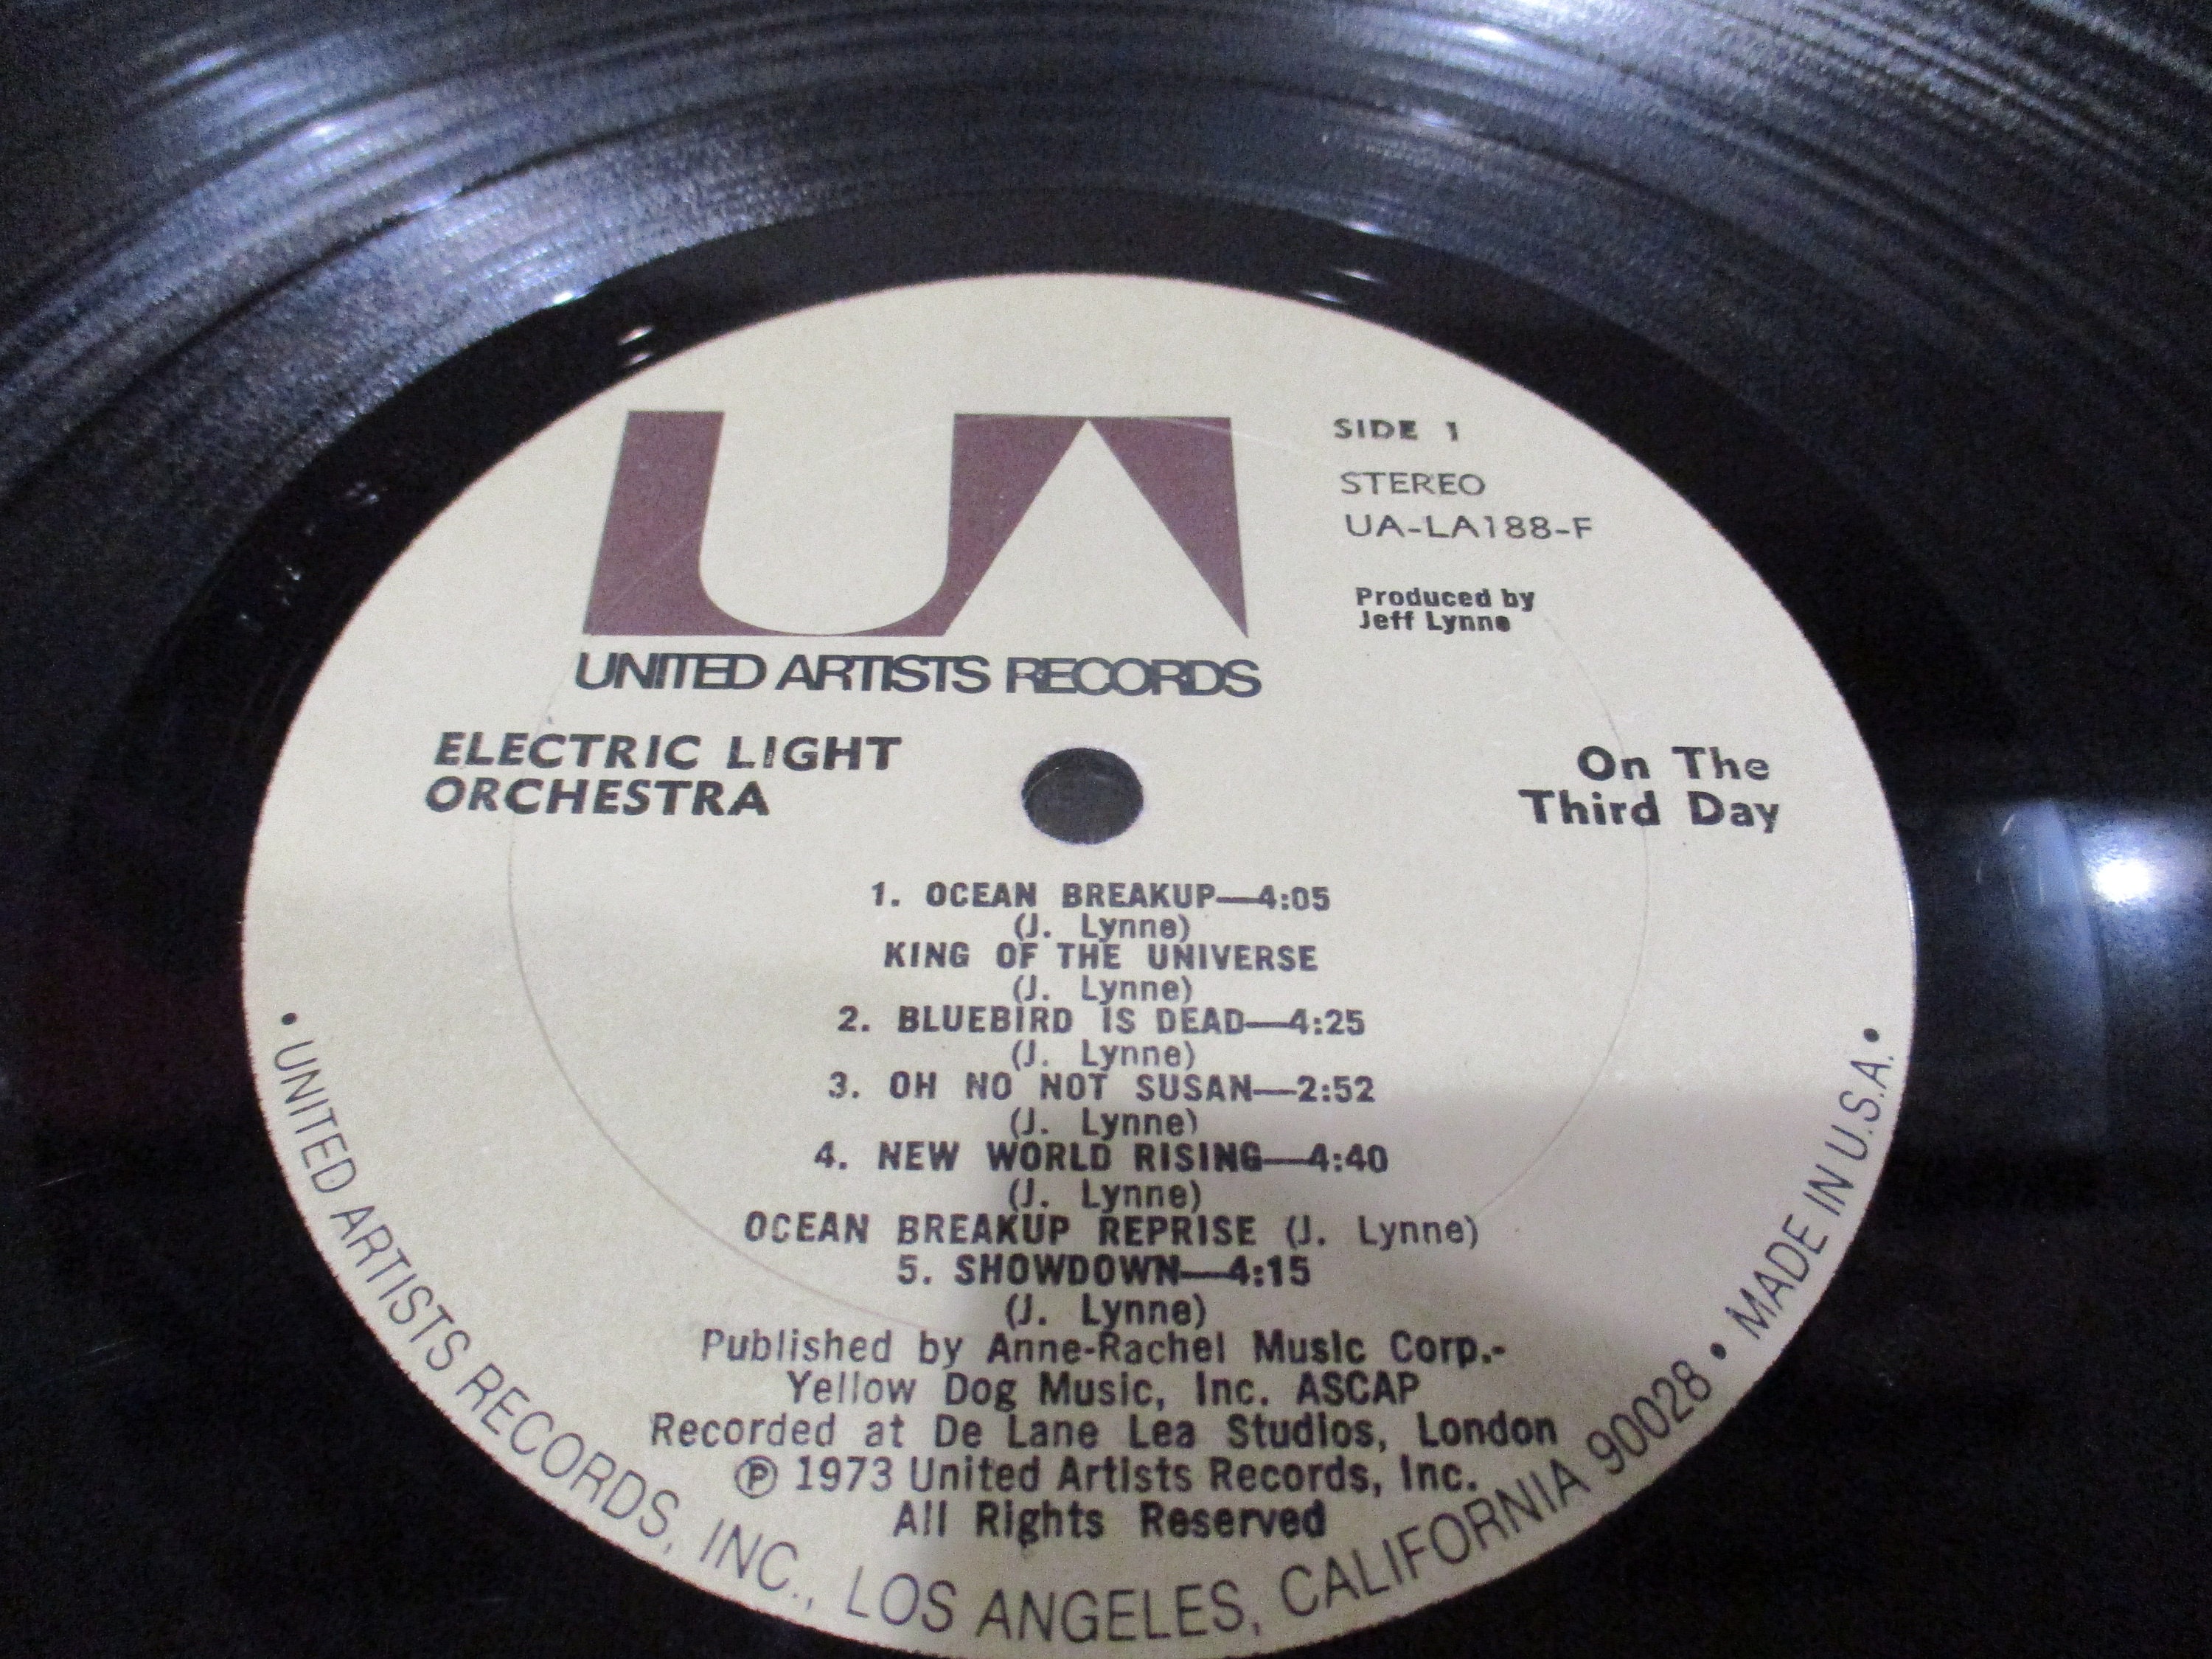 UA
UNITED ARTISTS RECORDS
SIDE 1
STEREO
UA-LA188-F
Produced by
Jeff Lynne
ELECTRIC LIGHT
ORCHESTRA
On The
Third Day
1. OCEAN BREAKUP—4:05
(J. Lynne)
KING OF THE UNIVERSE
(J. Lynne)
2. BLUEBIRD IS DEAD—4:25
(J. Lynne)
3. OH NO NOT SUSAN—2:52
(J. Lynne)
4. NEW WORLD RISING—4:40
(J. Lynne)
OCEAN BREAKUP REPRISE (J. Lynne)
5. SHOWDOWN—4:15
(J. Lynne)
Published by Anne-Rachel Music Corp.-
Yellow Dog Music, Inc. ASCAP
Recorded at De Lane Lea Studios, London
Ⓟ 1973 United Artists Records, Inc.
All Rights Reserved
• UNITED ARTISTS RECORDS, INC., LOS ANGELES, CALIFORNIA 90028 • MADE IN U.S.A. •